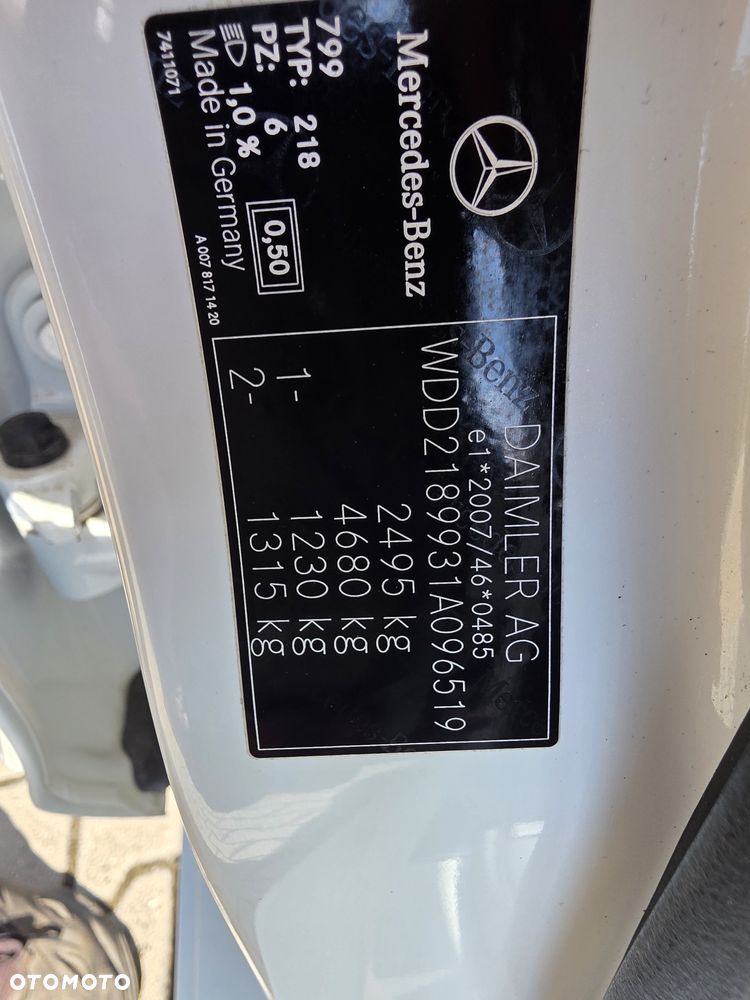 Mercedes-Benz
799
TYP: 218
PZ: 6
1,0 %
0,50
Made in Germany
7411071
A 007 817 14 20
DAIMLER AG
e1*2007/46*0485
WDD2189931A096519
2495 kg
4680 kg
1- 1230 kg
2- 1315 kg
-Benz
OTOMOTO